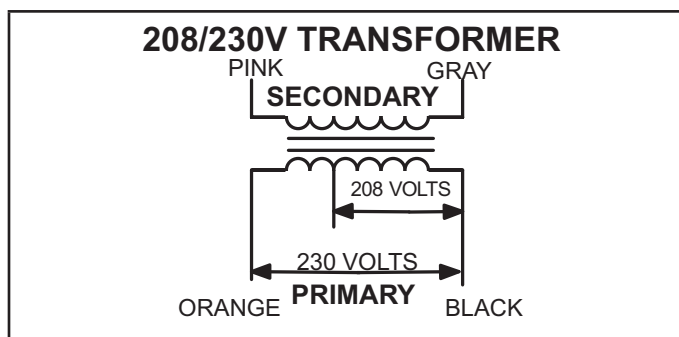 208/230V TRANSFORMER
PINK GRAY
SECONDARY
208 VOLTS
230 VOLTS
ORANGE PRIMARY BLACK